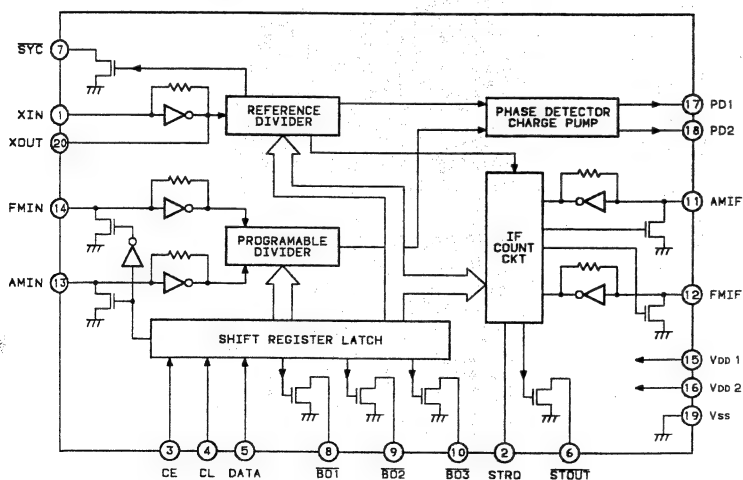 SYC 7
XIN 1
XOUT 20
FMIN 14
AMIN 13
REFERENCE
DIVIDER
PHASE DETECTOR
CHARGE PUMP
17 PD1
18 PD2
PROGRAMABLE
DIVIDER
IF
COUNT
CKT
11 AMIF
12 FMIF
SHIFT REGISTER LATCH
15 VDD 1
16 VDD 2
19 Vss
3 4 5 8 9 10 2 6
CE CL DATA BO1 BO2 BO3 STRQ STOUT